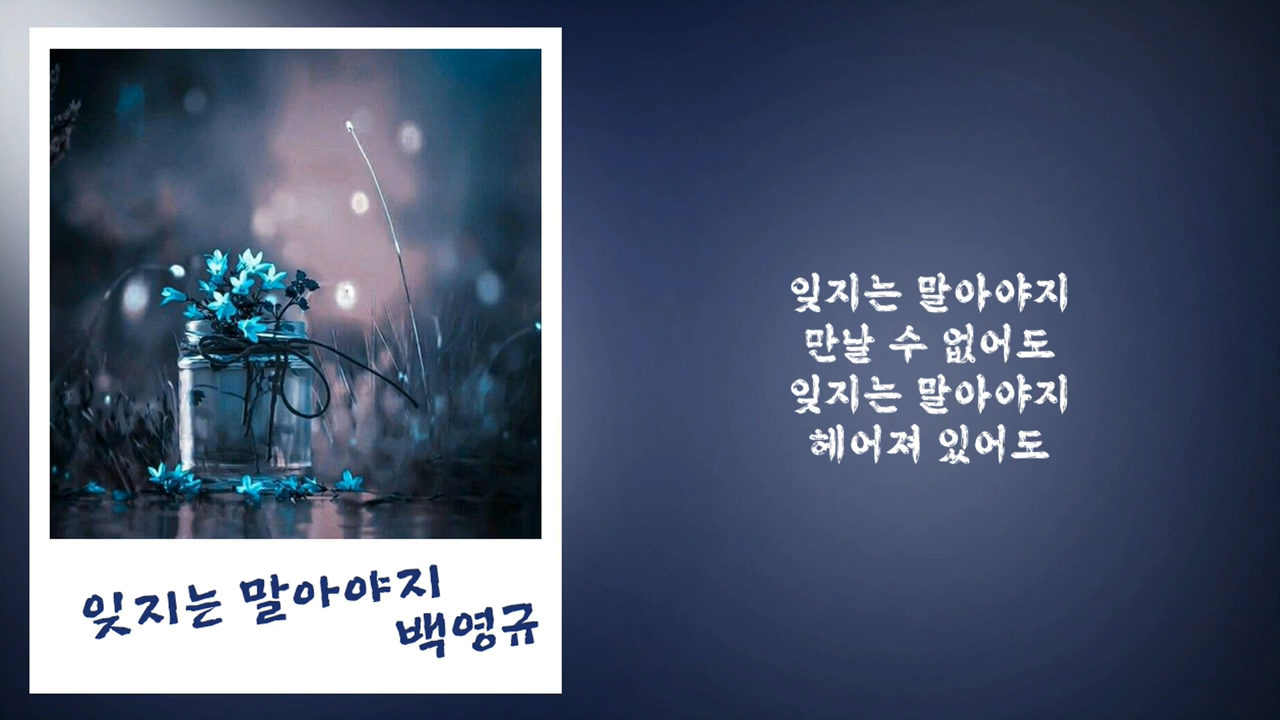 잊지는 말아야지
백영규
잊지는 말아야지
만날 수 없어도
잊지는 말아야지
헤어져 있어도